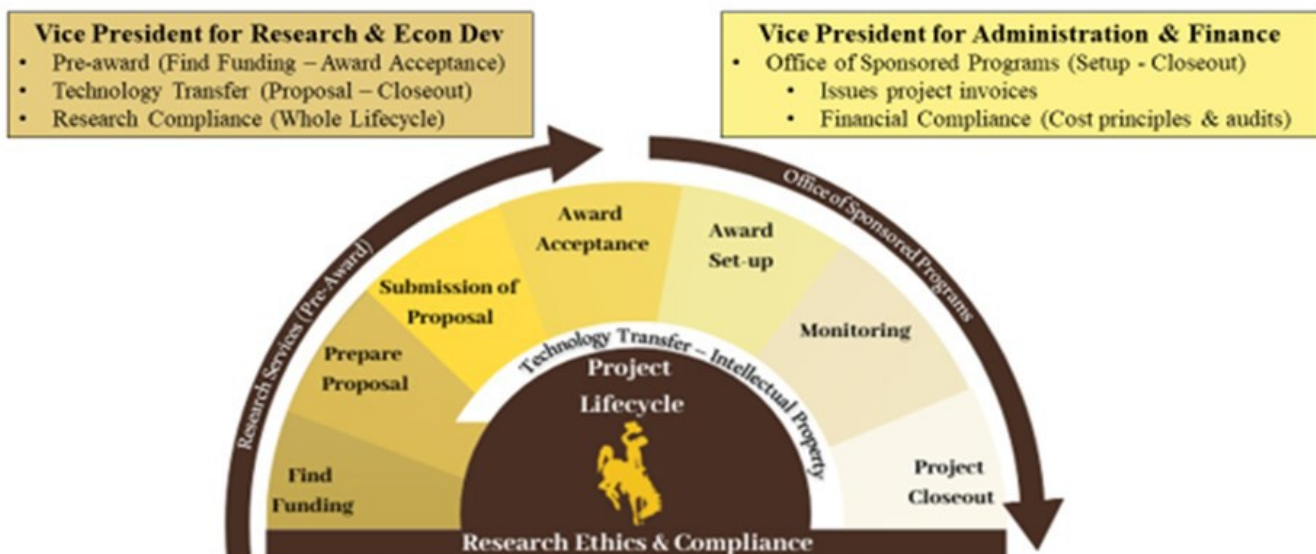 Vice President for Research & Econ Dev
• Pre-award (Find Funding – Award Acceptance)
• Technology Transfer (Proposal – Closeout)
• Research Compliance (Whole Lifecycle)
Vice President for Administration & Finance
• Office of Sponsored Programs (Setup - Closeout)
• Issues project invoices
• Financial Compliance (Cost principles & audits)
Research Services (Pre-Award)
Office of Sponsored Programs
Find
Funding
Prepare
Proposal
Submission of
Proposal
Award
Acceptance
Award
Set-up
Monitoring
Project
Closeout
Technology Transfer – Intellectual Property
Project
Lifecycle
Research Ethics & Compliance